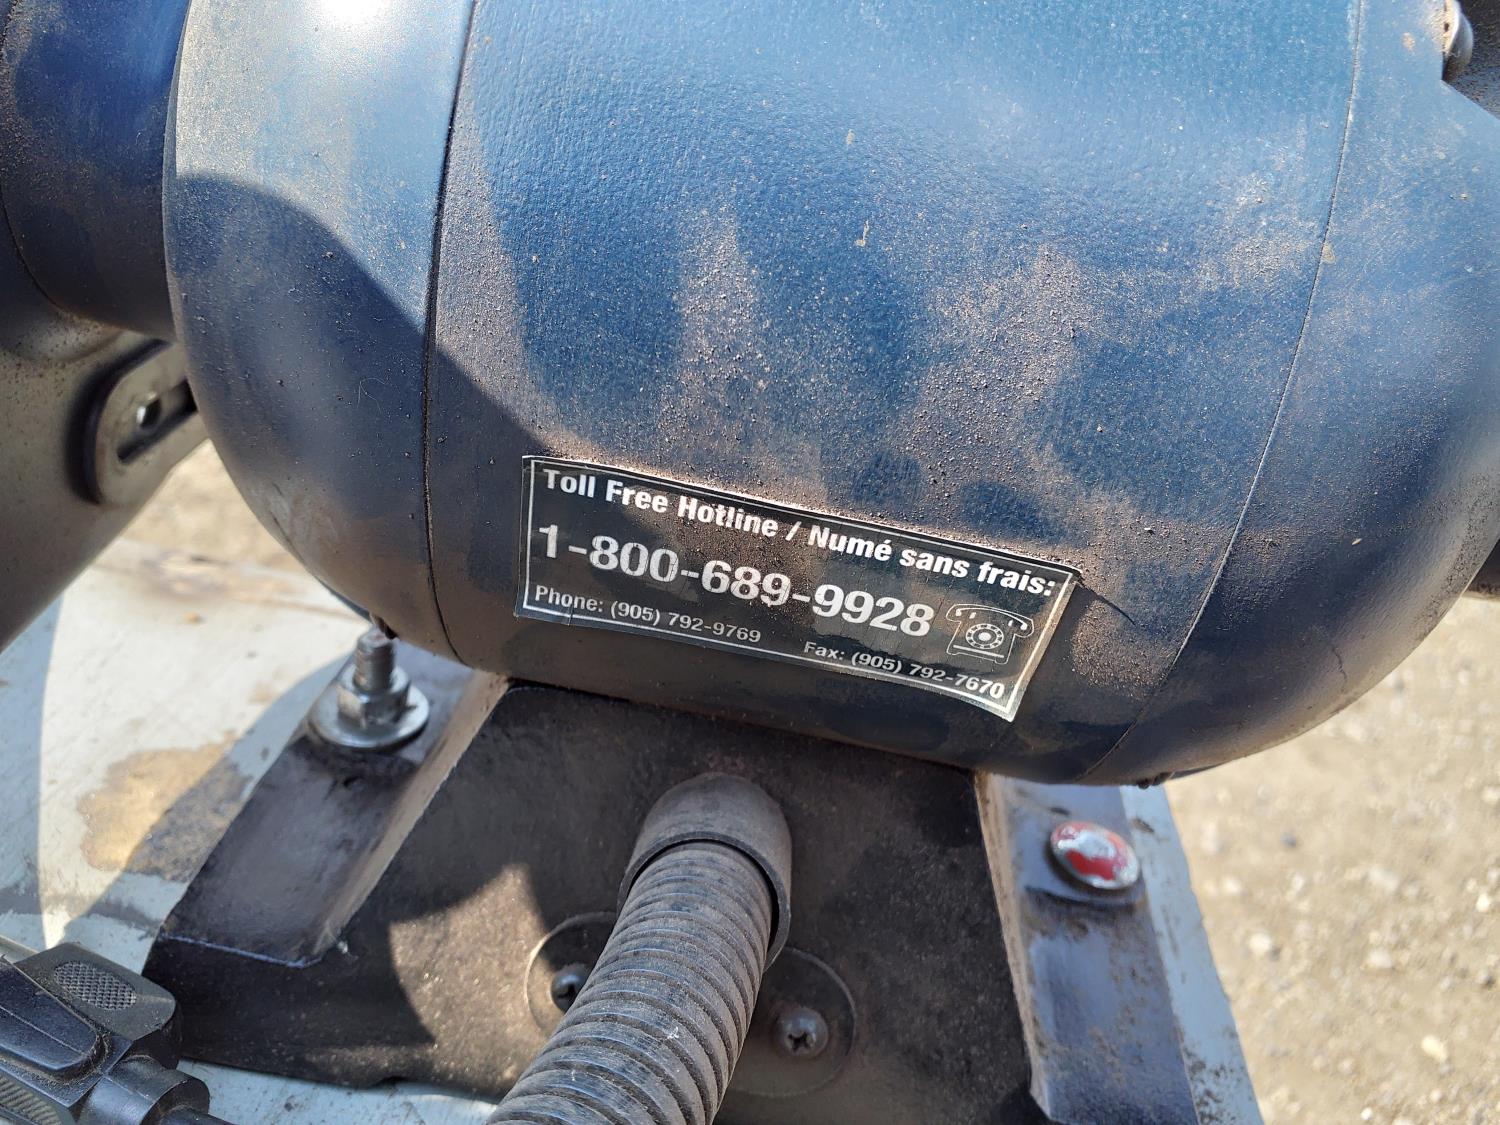 Toll Free Hotline / Numé sans frais:
1-800-689-9928
Phone: (905) 792-9769 Fax: (905) 792-7670